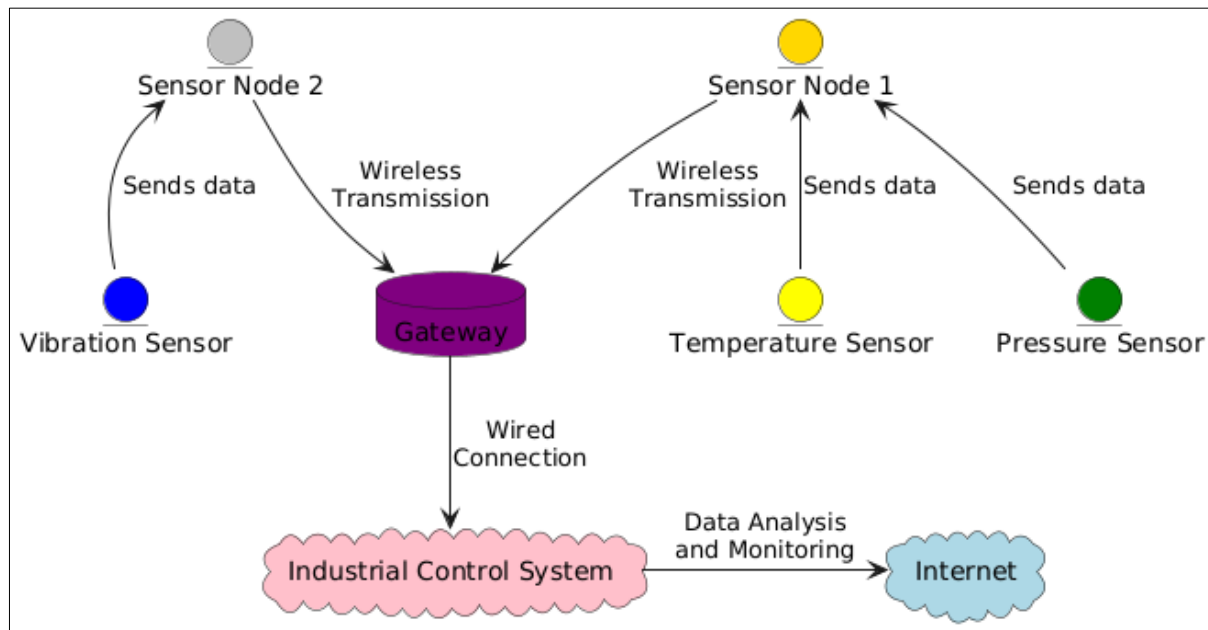 Sensor Node 2
Sensor Node 1
Sends data
Wireless
Transmission
Wireless
Transmission
Sends data
Sends data
Vibration Sensor
Gateway
Temperature Sensor
Pressure Sensor
Wired
Connection
Industrial Control System
Data Analysis
and Monitoring
Internet